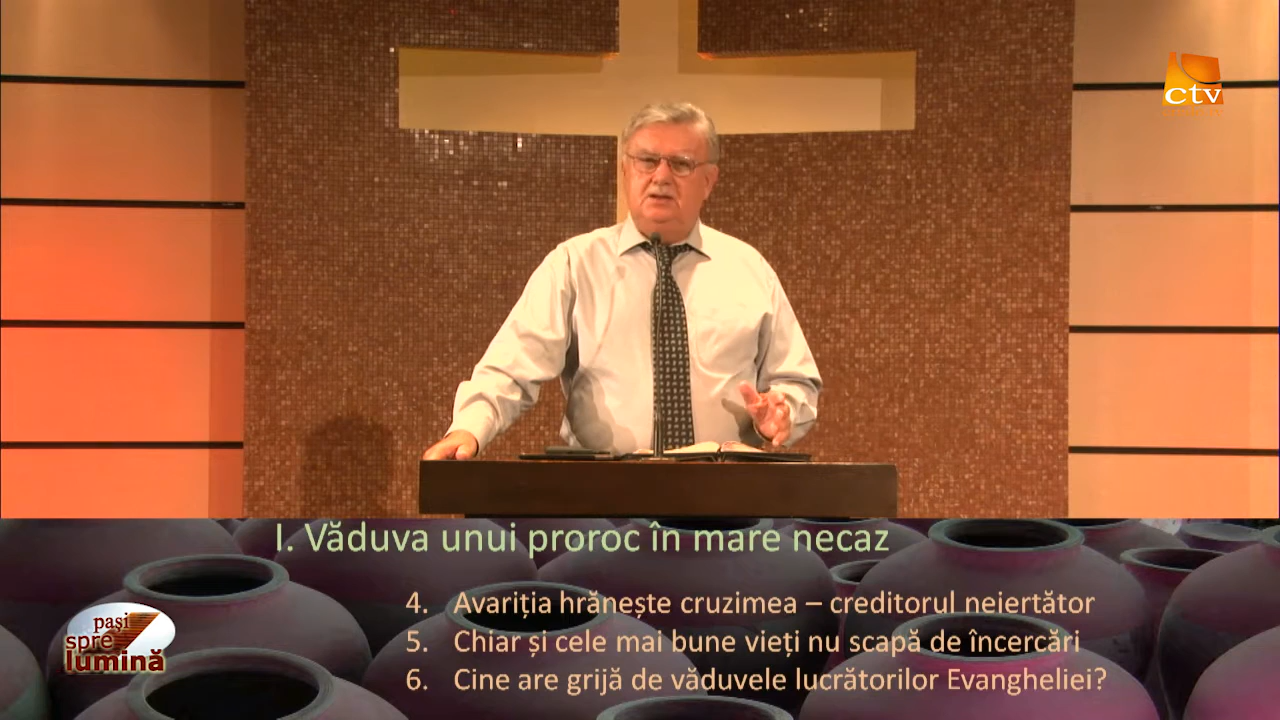 ctv
I. Văduva unui proroc în mare necaz
4. Avariția hrănește cruzimea – creditorul neiertător
5. Chiar și cele mai bune vieți nu scapă de încercări
6. Cine are grijă de văduvele lucrătorilor Evangheliei?
pași
spre
lumină